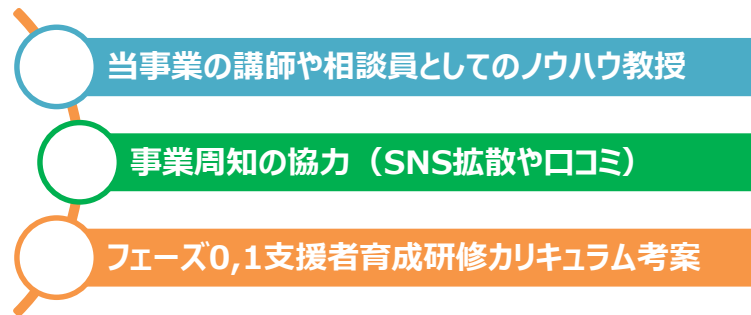 当事業の講師や相談員としてのノウハウ教授
事業周知の協力（SNS拡散や口コミ）
フェーズ0,1支援者育成研修カリキュラム考案